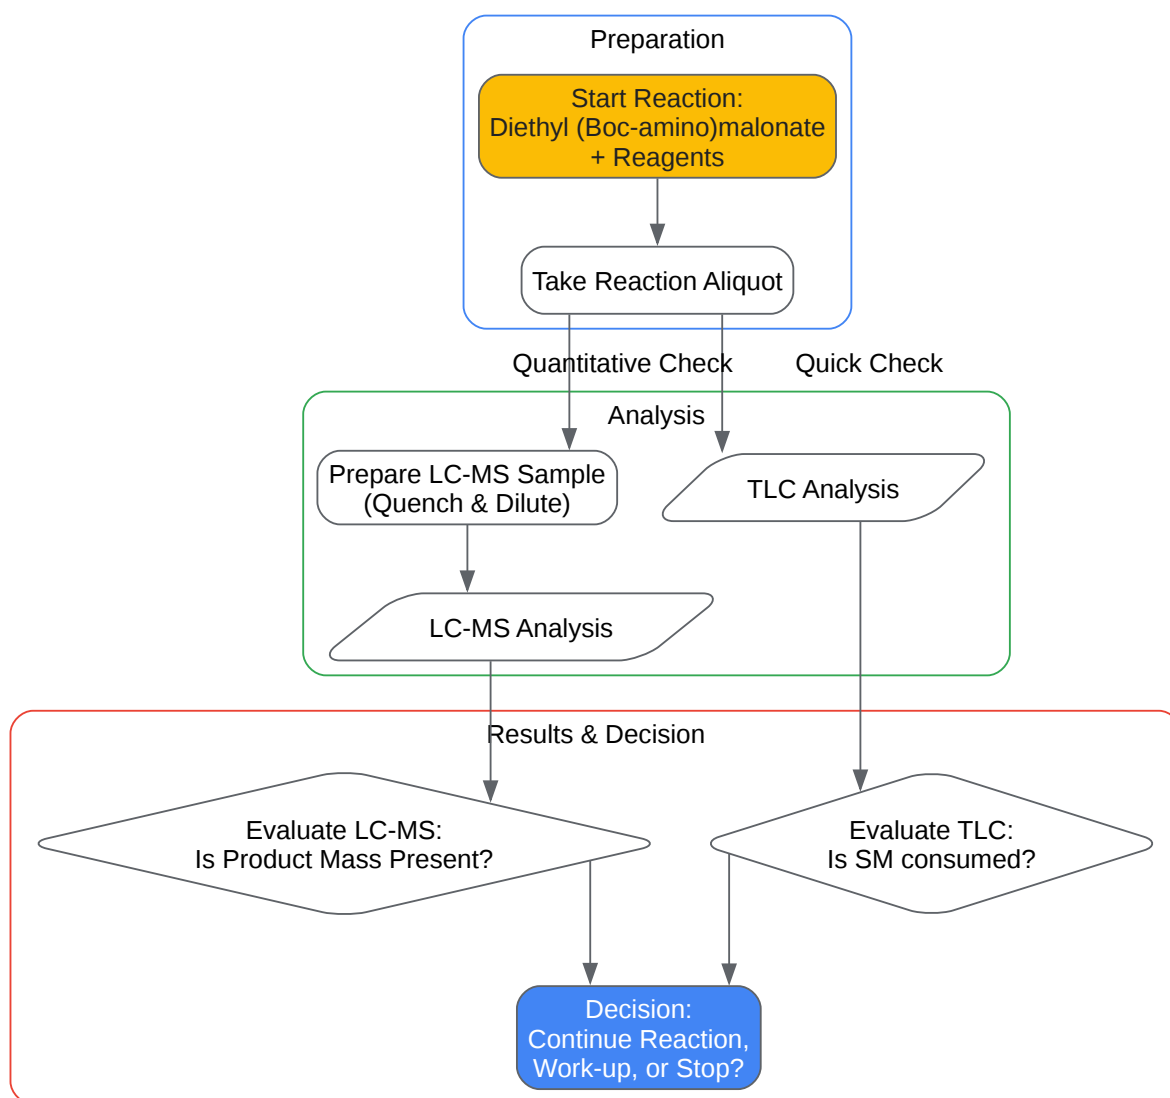 Preparation
Start Reaction:
Diethyl (Boc-amino)malonate
+ Reagents
Take Reaction Aliquot
Quantitative Check
Quick Check
Analysis
Prepare LC-MS Sample
(Quench & Dilute)
TLC Analysis
LC-MS Analysis
Results & Decision
Evaluate LC-MS:
Is Product Mass Present?
Evaluate TLC:
Is SM consumed?
Decision:
Continue Reaction,
Work-up, or Stop?